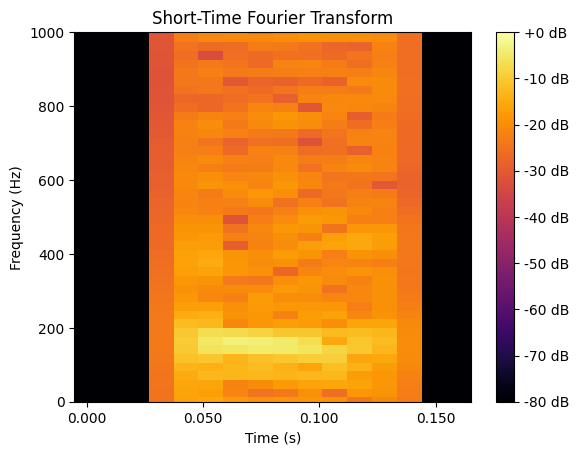 Short-Time Fourier Transform
1000
800
600
400
200
0
Frequency (Hz)
0.000
0.050
0.100
0.150
Time (s)
+0 dB
-10 dB
-20 dB
-30 dB
-40 dB
-50 dB
-60 dB
-70 dB
-80 dB